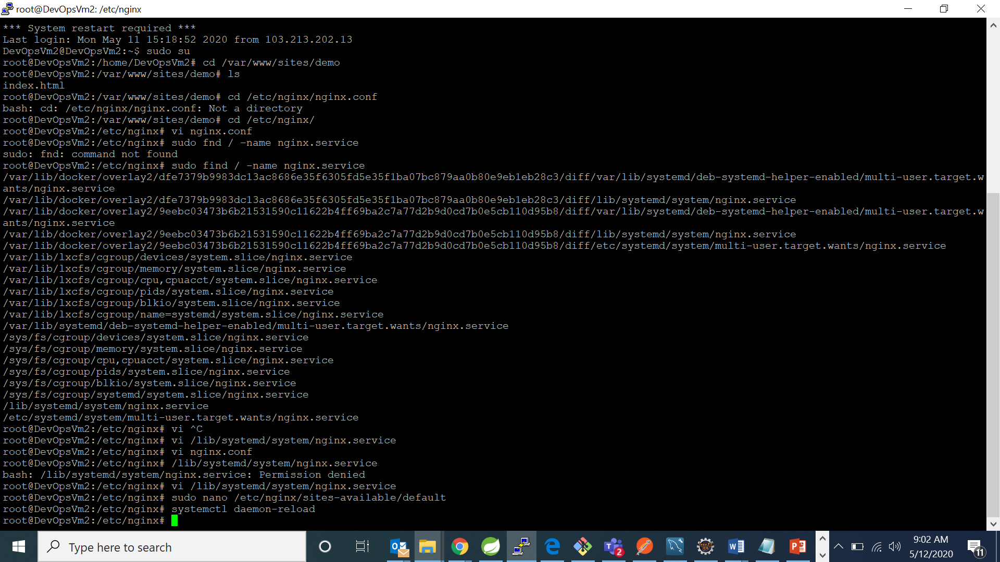 root@DevOpsVm2: /etc/nginx
*** System restart required ***
Last login: Mon May 11 15:18:52 2020 from 103.213.202.13
DevOpsVm2@DevOpsVm2:~$ sudo su
root@DevOpsVm2:/home/DevOpsVm2# cd /var/www/sites/demo
root@DevOpsVm2:/var/www/sites/demo# ls
index.html
root@DevOpsVm2:/var/www/sites/demo# cd /etc/nginx/nginx.conf
bash: cd: /etc/nginx/nginx.conf: Not a directory
root@DevOpsVm2:/var/www/sites/demo# cd /etc/nginx/
root@DevOpsVm2:/etc/nginx# vi nginx.conf
root@DevOpsVm2:/etc/nginx# sudo fnd / -name nginx.service
sudo: fnd: command not found
root@DevOpsVm2:/etc/nginx# sudo find / -name nginx.service
/var/lib/docker/overlay2/dfe7379b9983dc13ac8686e35f6305fd5e35f1ba07bc879aa0b80e9eb1eb28c3/diff/var/lib/systemd/deb-systemd-helper-enabled/multi-user.target.w
ants/nginx.service
/var/lib/docker/overlay2/dfe7379b9983dc13ac8686e35f6305fd5e35f1ba07bc879aa0b80e9eb1eb28c3/diff/lib/systemd/system/nginx.service
/var/lib/docker/overlay2/9eebc03473b6b21531590c11622b4ff69ba2c7a77d2b9d0cd7b0e5cb110d95b8/diff/var/lib/systemd/deb-systemd-helper-enabled/multi-user.target.w
ants/nginx.service
/var/lib/docker/overlay2/9eebc03473b6b21531590c11622b4ff69ba2c7a77d2b9d0cd7b0e5cb110d95b8/diff/lib/systemd/system/nginx.service
/var/lib/docker/overlay2/9eebc03473b6b21531590c11622b4ff69ba2c7a77d2b9d0cd7b0e5cb110d95b8/diff/etc/systemd/system/multi-user.target.wants/nginx.service
/var/lib/lxcfs/cgroup/devices/system.slice/nginx.service
/var/lib/lxcfs/cgroup/memory/system.slice/nginx.service
/var/lib/lxcfs/cgroup/cpu,cpuacct/system.slice/nginx.service
/var/lib/lxcfs/cgroup/pids/system.slice/nginx.service
/var/lib/lxcfs/cgroup/blkio/system.slice/nginx.service
/var/lib/lxcfs/cgroup/name=systemd/system.slice/nginx.service
/var/lib/systemd/deb-systemd-helper-enabled/multi-user.target.wants/nginx.service
/sys/fs/cgroup/devices/system.slice/nginx.service
/sys/fs/cgroup/memory/system.slice/nginx.service
/sys/fs/cgroup/cpu,cpuacct/system.slice/nginx.service
/sys/fs/cgroup/pids/system.slice/nginx.service
/sys/fs/cgroup/blkio/system.slice/nginx.service
/sys/fs/cgroup/systemd/system.slice/nginx.service
/lib/systemd/system/nginx.service
/etc/systemd/system/multi-user.target.wants/nginx.service
root@DevOpsVm2:/etc/nginx# vi ^C
root@DevOpsVm2:/etc/nginx# vi /lib/systemd/system/nginx.service
root@DevOpsVm2:/etc/nginx# vi nginx.conf
root@DevOpsVm2:/etc/nginx# /lib/systemd/system/nginx.service
bash: /lib/systemd/system/nginx.service: Permission denied
root@DevOpsVm2:/etc/nginx# vi /lib/systemd/system/nginx.service
root@DevOpsVm2:/etc/nginx# sudo nano /etc/nginx/sites-available/default
root@DevOpsVm2:/etc/nginx# systemctl daemon-reload
root@DevOpsVm2:/etc/nginx#
Type here to search
9:02 AM
5/12/2020
2
11